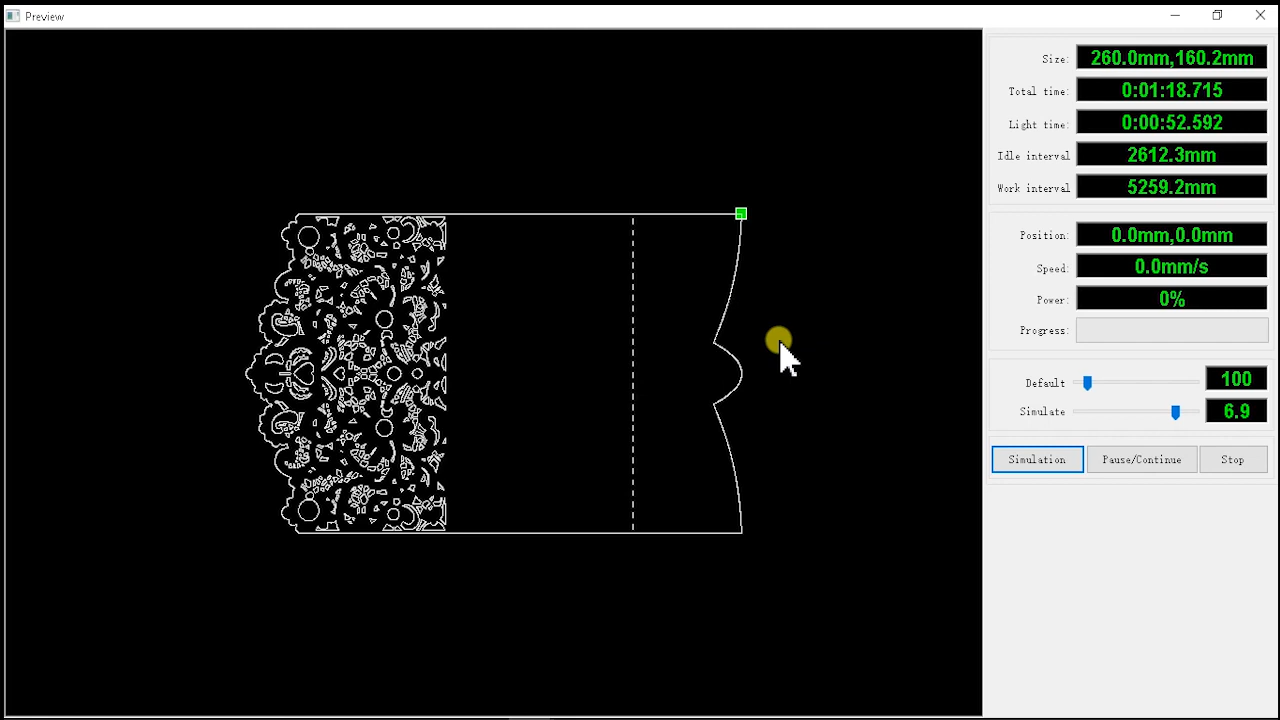 Preview
Size: 260.0mm,160.2mm
Total time: 0:01:18.715
Light time: 0:00:52.592
Idle interval 2612.3mm
Work interval 5259.2mm
Position: 0.0mm,0.0mm
Speed: 0.0mm/s
Power: 0%
Progress:
Default 100
Simulate 6.9
Simulation Pause/Continue Stop